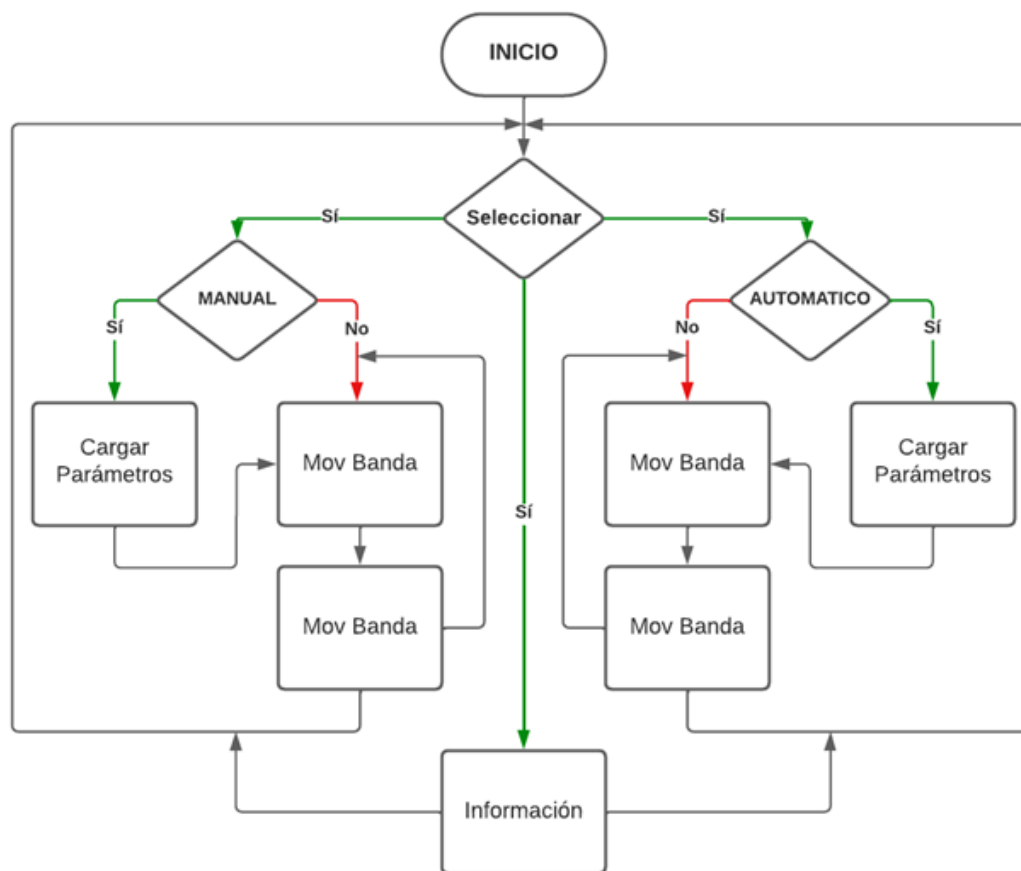 INICIO
Seleccionar
Sí
Sí
MANUAL
AUTOMATICO
Sí
No
No
Sí
Cargar
Parámetros
Mov Banda
Mov Banda
Cargar
Parámetros
Sí
Mov Banda
Mov Banda
Información